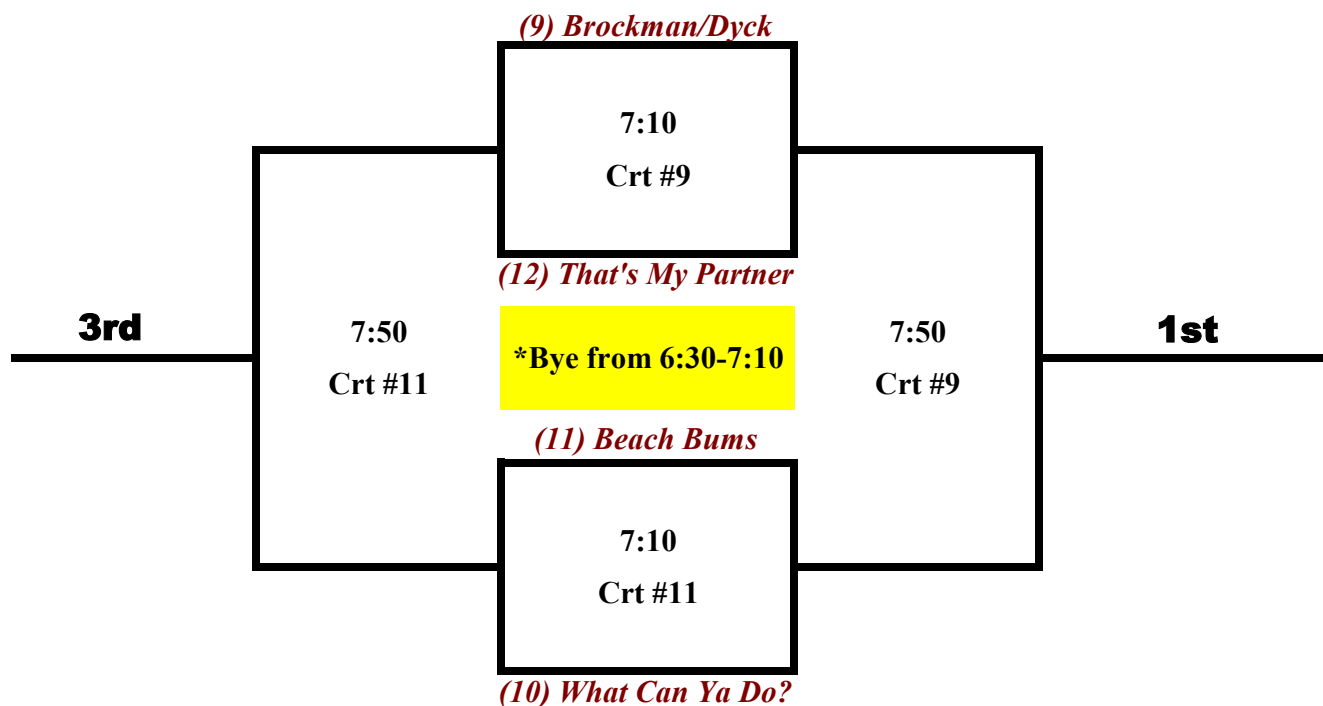 (9) Brockman/Dyck
7:10
Crt #9
(12) That's My Partner
3rd
7:50
Crt #11
*Bye from 6:30-7:10
7:50
Crt #9
1st
(11) Beach Bums
7:10
Crt #11
(10) What Can Ya Do?